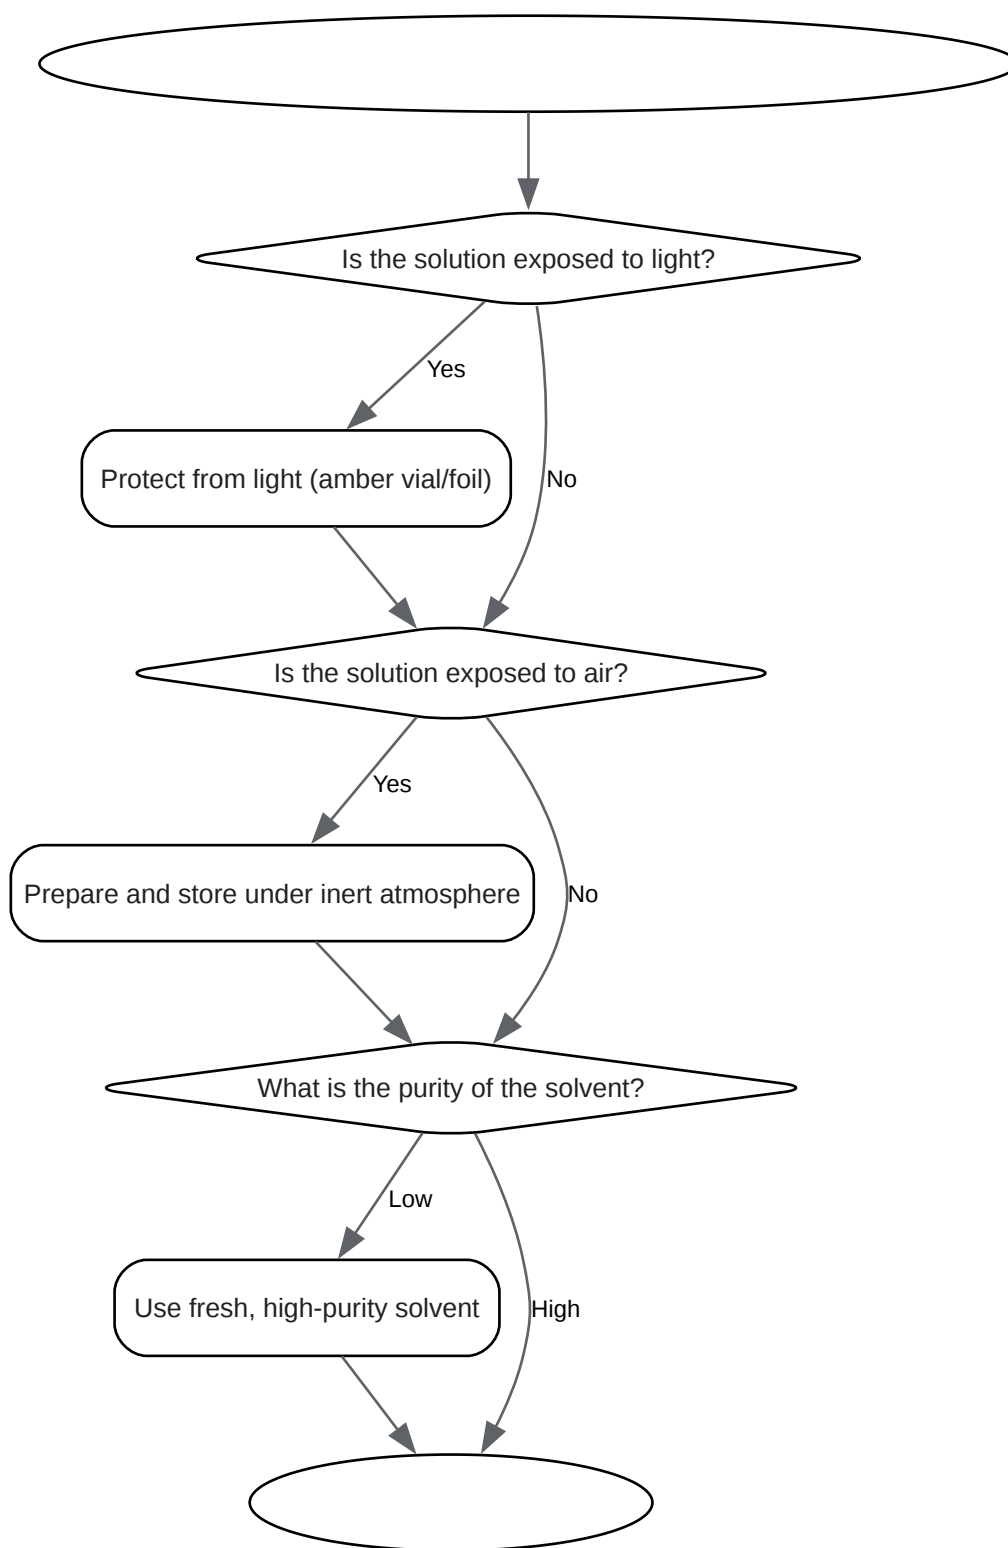 Is the solution exposed to light?
Yes
Protect from light (amber vial/foil)
No
Is the solution exposed to air?
Yes
Prepare and store under inert atmosphere
No
What is the purity of the solvent?
Low
Use fresh, high-purity solvent
High